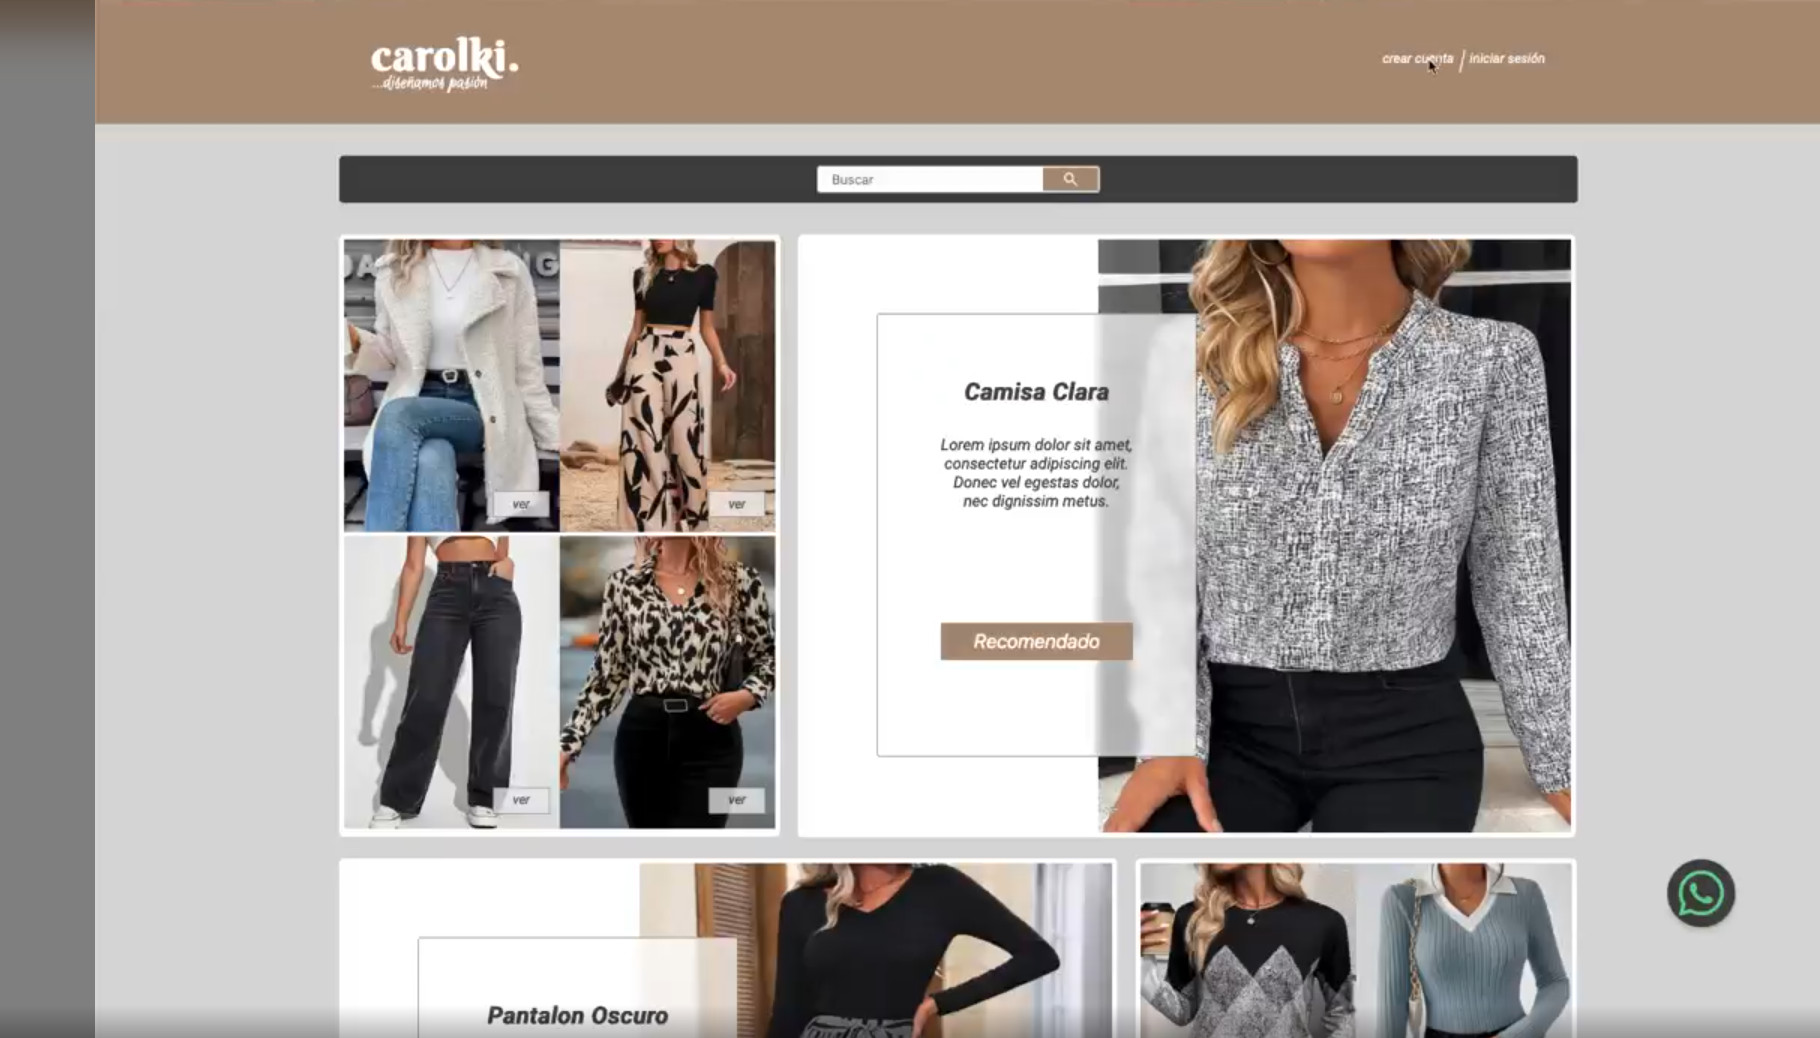 carolki.
...diseñamos pasión
crear cuenta / iniciar sesión
Buscar
ver
ver
Camisa Clara
Lorem ipsum dolor sit amet,
consectetur adipiscing elit.
Donec vel egestas dolor,
nec dignissim metus.
Recomendado
ver
ver
Pantalon Oscuro